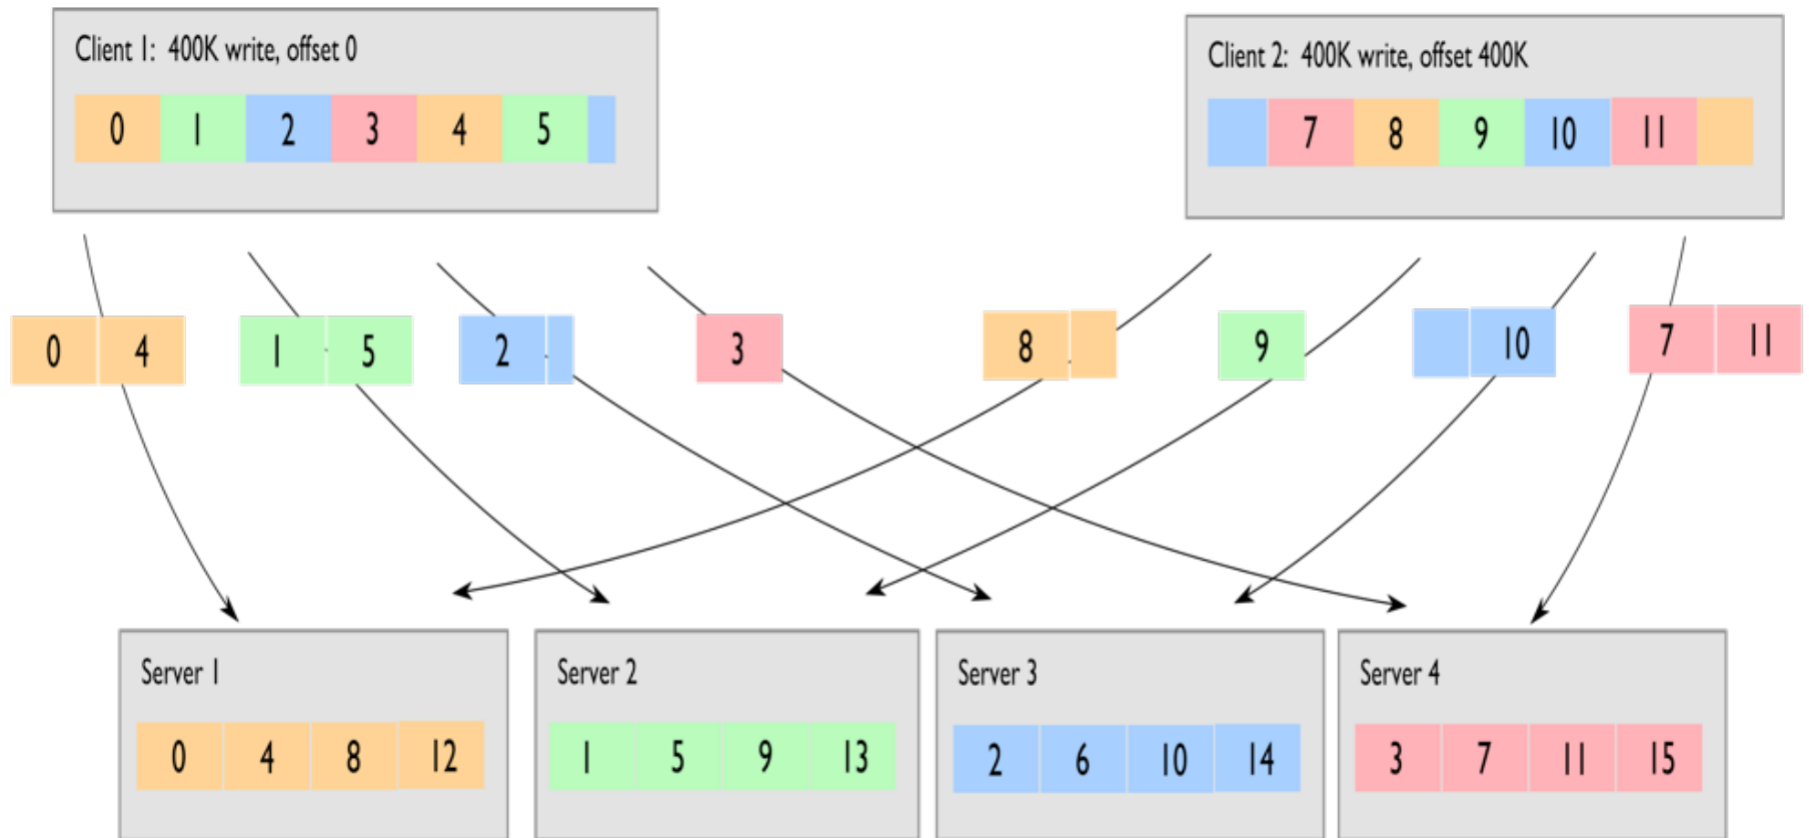 Client 1: 400K write, offset 0
0 1 2 3 4 5
Client 2: 400K write, offset 400K
7 8 9 10 11
0 4
1 5
2
3
8
9
10
7 11
Server 1
0 4 8 12
Server 2
1 5 9 13
Server 3
2 6 10 14
Server 4
3 7 11 15